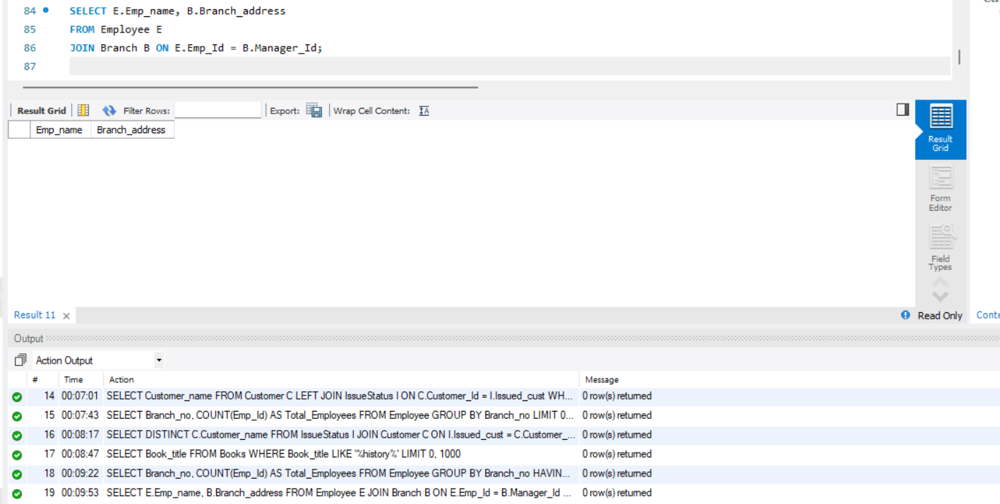 84 SELECT E.Emp_name, B.Branch_address
85 FROM Employee E
86 JOIN Branch B ON E.Emp_Id = B.Manager_Id;
87
Result Grid Filter Rows: Export: Wrap Cell Content:
Emp_name Branch_address
Result Grid
Form Editor
Field Types
Result 11 Read Only
Output
Action Output
# Time Action Message
14 00:07:01 SELECT Customer_name FROM Customer C LEFT JOIN IssueStatus I ON C.Customer_Id = I.Issued_cust WH... 0 row(s) returned
15 00:07:43 SELECT Branch_no, COUNT(Emp_Id) AS Total_Employees FROM Employee GROUP BY Branch_no LIMIT 0... 0 row(s) returned
16 00:08:17 SELECT DISTINCT C.Customer_name FROM IssueStatus I JOIN Customer C ON I.Issued_cust = C.Customer_... 0 row(s) returned
17 00:08:47 SELECT Book_title FROM Books WHERE Book_title LIKE '%history%' LIMIT 0, 1000 0 row(s) returned
18 00:09:22 SELECT Branch_no, COUNT(Emp_Id) AS Total_Employees FROM Employee GROUP BY Branch_no HAVIN... 0 row(s) returned
19 00:09:53 SELECT E.Emp_name, B.Branch_address FROM Employee E JOIN Branch B ON E.Emp_Id = B.Manager_Id ... 0 row(s) returned